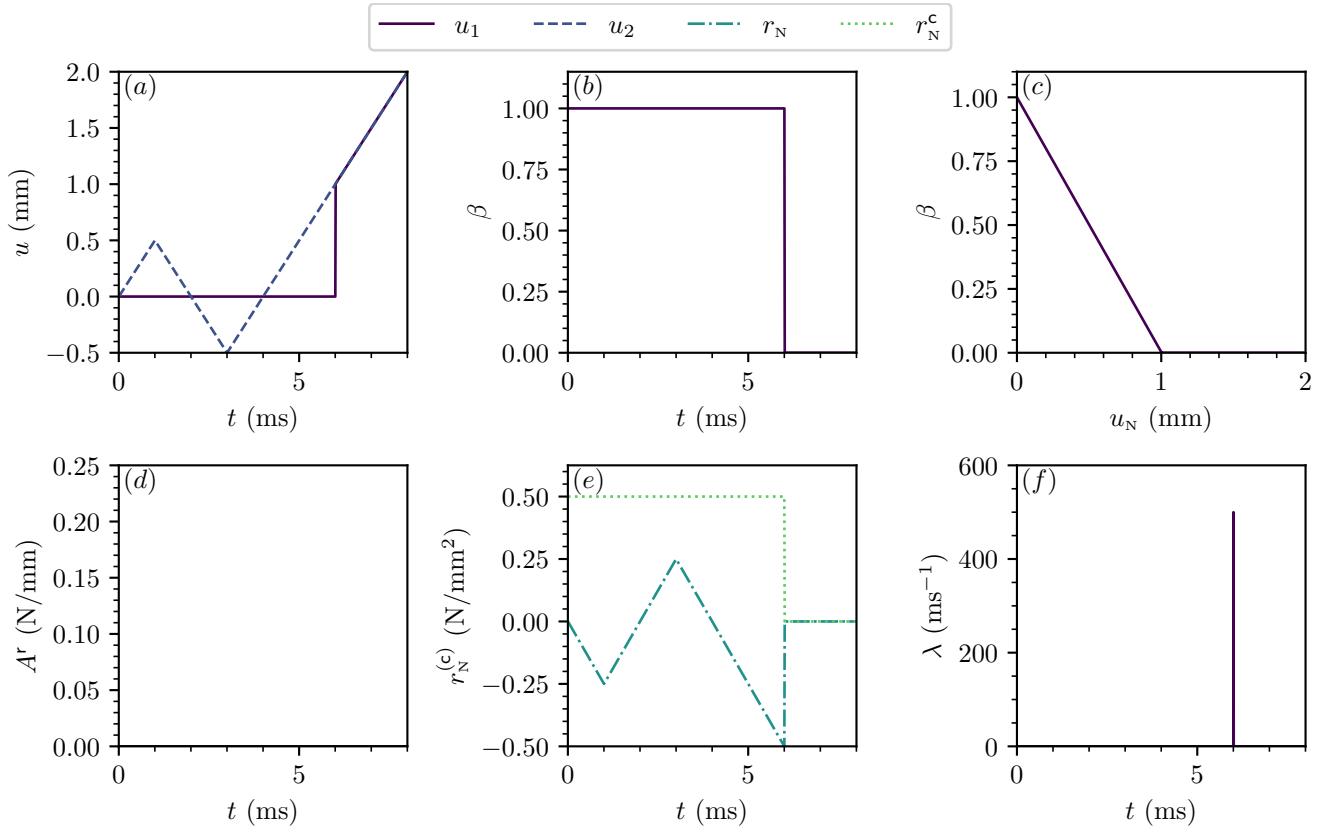 u₁ u₂ rɴ rɴᶜ
(a)
2.0
1.5
1.0
0.5
0.0
−0.5
u (mm)
0 5
t (ms)
(b)
1.00
0.75
0.50
0.25
0.00
β
0 5
t (ms)
(c)
1.00
0.75
0.50
0.25
0.00
β
0 1 2
uɴ (mm)
(d)
0.25
0.20
0.15
0.10
0.05
0.00
Aʳ (N/mm)
0 5
t (ms)
(e)
0.50
0.25
0.00
−0.25
−0.50
rɴ⁽ᶜ⁾ (N/mm²)
0 5
t (ms)
(f)
600
400
200
0
λ (ms⁻¹)
0 5
t (ms)